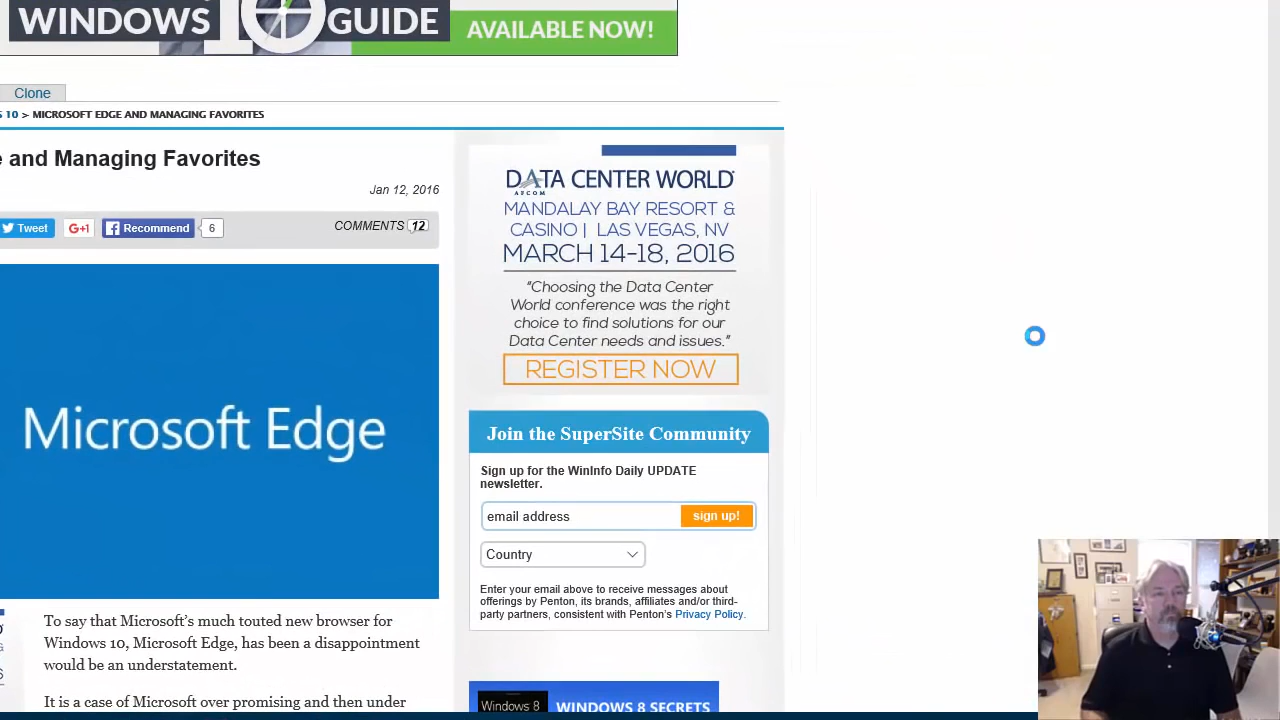 WINDOWS 10 GUIDE
AVAILABLE NOW!
Clone
10 > MICROSOFT EDGE AND MANAGING FAVORITES
and Managing Favorites
Jan 12, 2016
Tweet
G+1
Recommend
6
COMMENTS 12
Microsoft Edge
To say that Microsoft’s much touted new browser for
Windows 10, Microsoft Edge, has been a disappointment
would be an understatement.
It is a case of Microsoft over promising and then under
DATA CENTER WORLD
AFCOM
MANDALAY BAY RESORT &
CASINO | LAS VEGAS, NV
MARCH 14-18, 2016
“Choosing the Data Center
World conference was the right
choice to find solutions for our
Data Center needs and issues.”
REGISTER NOW
Join the SuperSite Community
Sign up for the WinInfo Daily UPDATE
newsletter.
email address
sign up!
Country
Enter your email above to receive messages about
offerings by Penton, its brands, affiliates and/or third-
party partners, consistent with Penton’s Privacy Policy.
Windows 8
WINDOWS 8 SECRETS